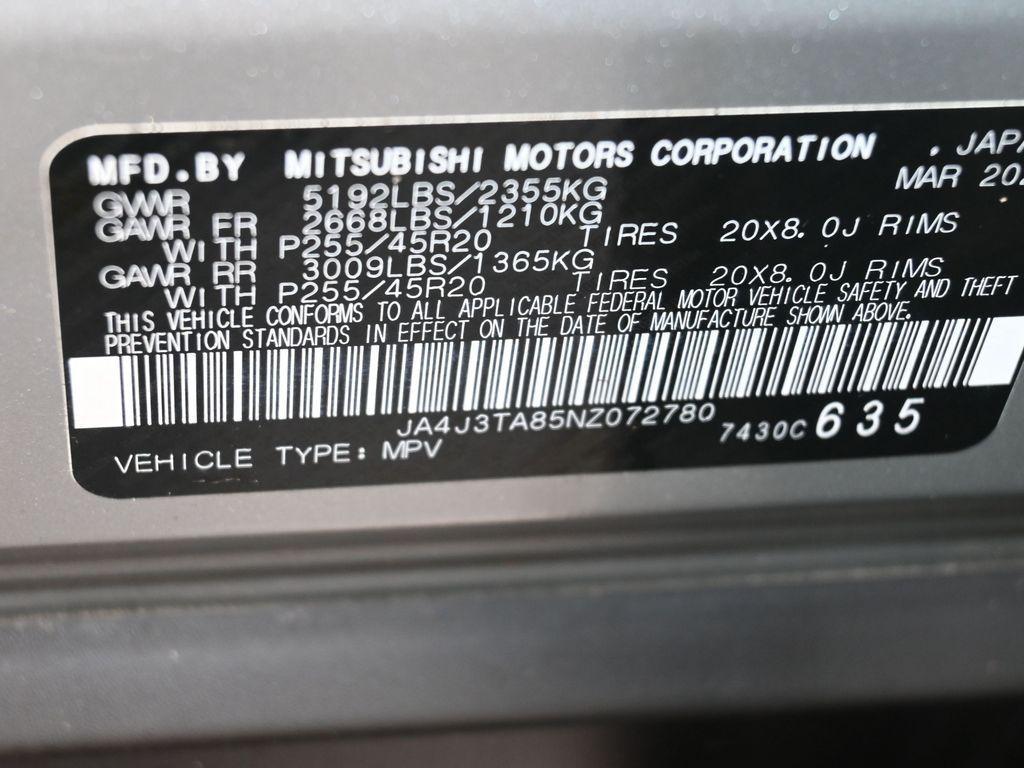 MFD.BY MITSUBISHI MOTORS CORPORATION , JAPA
MAR 202
GVWR 5192LBS/2355KG
GAWR FR 2668LBS/1210KG
WITH P255/45R20 TIRES 20X8.0J RIMS
GAWR RR 3009LBS/1365KG
WITH P255/45R20 TIRES 20X8.0J RIMS
THIS VEHICLE CONFORMS TO ALL APPLICABLE FEDERAL MOTOR VEHICLE SAFETY AND THEFT
PREVENTION STANDARDS IN EFFECT ON THE DATE OF MANUFACTURE SHOWN ABOVE.
JA4J3TA85NZ072780 7430C 635
VEHICLE TYPE: MPV